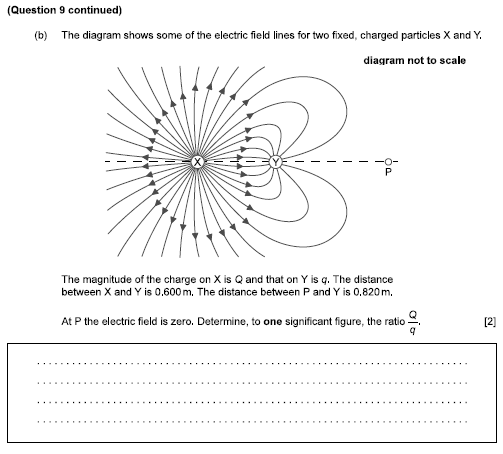 (Question 9 continued)
(b) The diagram shows some of the electric field lines for two fixed, charged particles X and Y.
diagram not to scale
X
Y
P
The magnitude of the charge on X is Q and that on Y is q. The distance
between X and Y is 0.600 m. The distance between P and Y is 0.820 m.
At P the electric field is zero. Determine, to one significant figure, the ratio Q/q. [2]